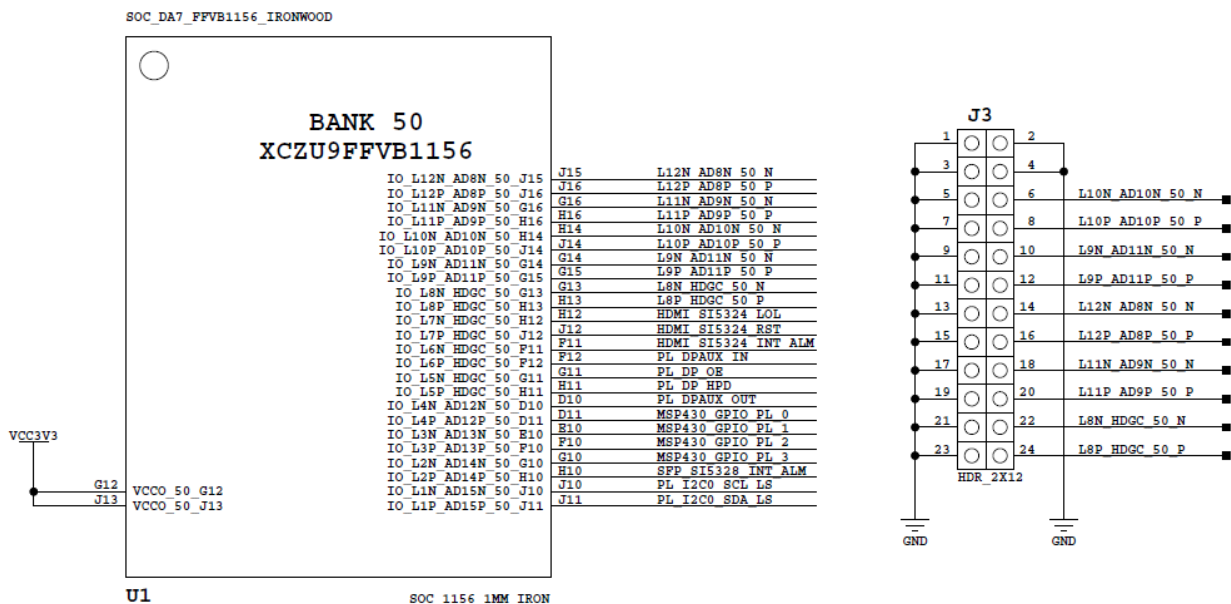 SOC_DA7_FFVB1156_IRONWOOD
BANK 50
XCZU9FFVB1156
IO_L12N_AD8N_50_J15 J15 L12N_AD8N_50_N
IO_L12P_AD8P_50_J16 J16 L12P_AD8P_50_P
IO_L11N_AD9N_50_G16 G16 L11N_AD9N_50_N
IO_L11P_AD9P_50_H16 H16 L11P_AD9P_50_P
IO_L10N_AD10N_50_H14 H14 L10N_AD10N_50_N
IO_L10P_AD10P_50_J14 J14 L10P_AD10P_50_P
IO_L9N_AD11N_50_G14 G14 L9N_AD11N_50_N
IO_L9P_AD11P_50_G15 G15 L9P_AD11P_50_P
IO_L8N_HDGC_50_G13 G13 L8N_HDGC_50_N
IO_L8P_HDGC_50_H13 H13 L8P_HDGC_50_P
IO_L7N_HDGC_50_H12 H12 HDMI_SI5324_LOL
IO_L7P_HDGC_50_J12 J12 HDMI_SI5324_RST
IO_L6N_HDGC_50_F11 F11 HDMI_SI5324_INT_ALM
IO_L6P_HDGC_50_F12 F12 PL_DPAUX_IN
IO_L5N_HDGC_50_G11 G11 PL_DP_OE
IO_L5P_HDGC_50_H11 H11 PL_DP_HPD
IO_L4N_AD12N_50_D10 D10 PL_DPAUX_OUT
IO_L4P_AD12P_50_D11 D11 MSP430_GPIO_PL_0
IO_L3N_AD13N_50_E10 E10 MSP430_GPIO_PL_1
IO_L3P_AD13P_50_F10 F10 MSP430_GPIO_PL_2
IO_L2N_AD14N_50_G10 G10 MSP430_GPIO_PL_3
IO_L2P_AD14P_50_H10 H10 SFP_SI5328_INT_ALM
IO_L1N_AD15N_50_J10 J10 PL_I2C0_SCL_LS
IO_L1P_AD15P_50_J11 J11 PL_I2C0_SDA_LS
VCC3V3
G12 VCCO_50_G12
J13 VCCO_50_J13
U1
SOC_1156_1MM_IRON
J3
1 2
3 4
5 6 L10N_AD10N_50_N
7 8 L10P_AD10P_50_P
9 10 L9N_AD11N_50_N
11 12 L9P_AD11P_50_P
13 14 L12N_AD8N_50_N
15 16 L12P_AD8P_50_P
17 18 L11N_AD9N_50_N
19 20 L11P_AD9P_50_P
21 22 L8N_HDGC_50_N
23 24 L8P_HDGC_50_P
HDR_2X12
GND GND